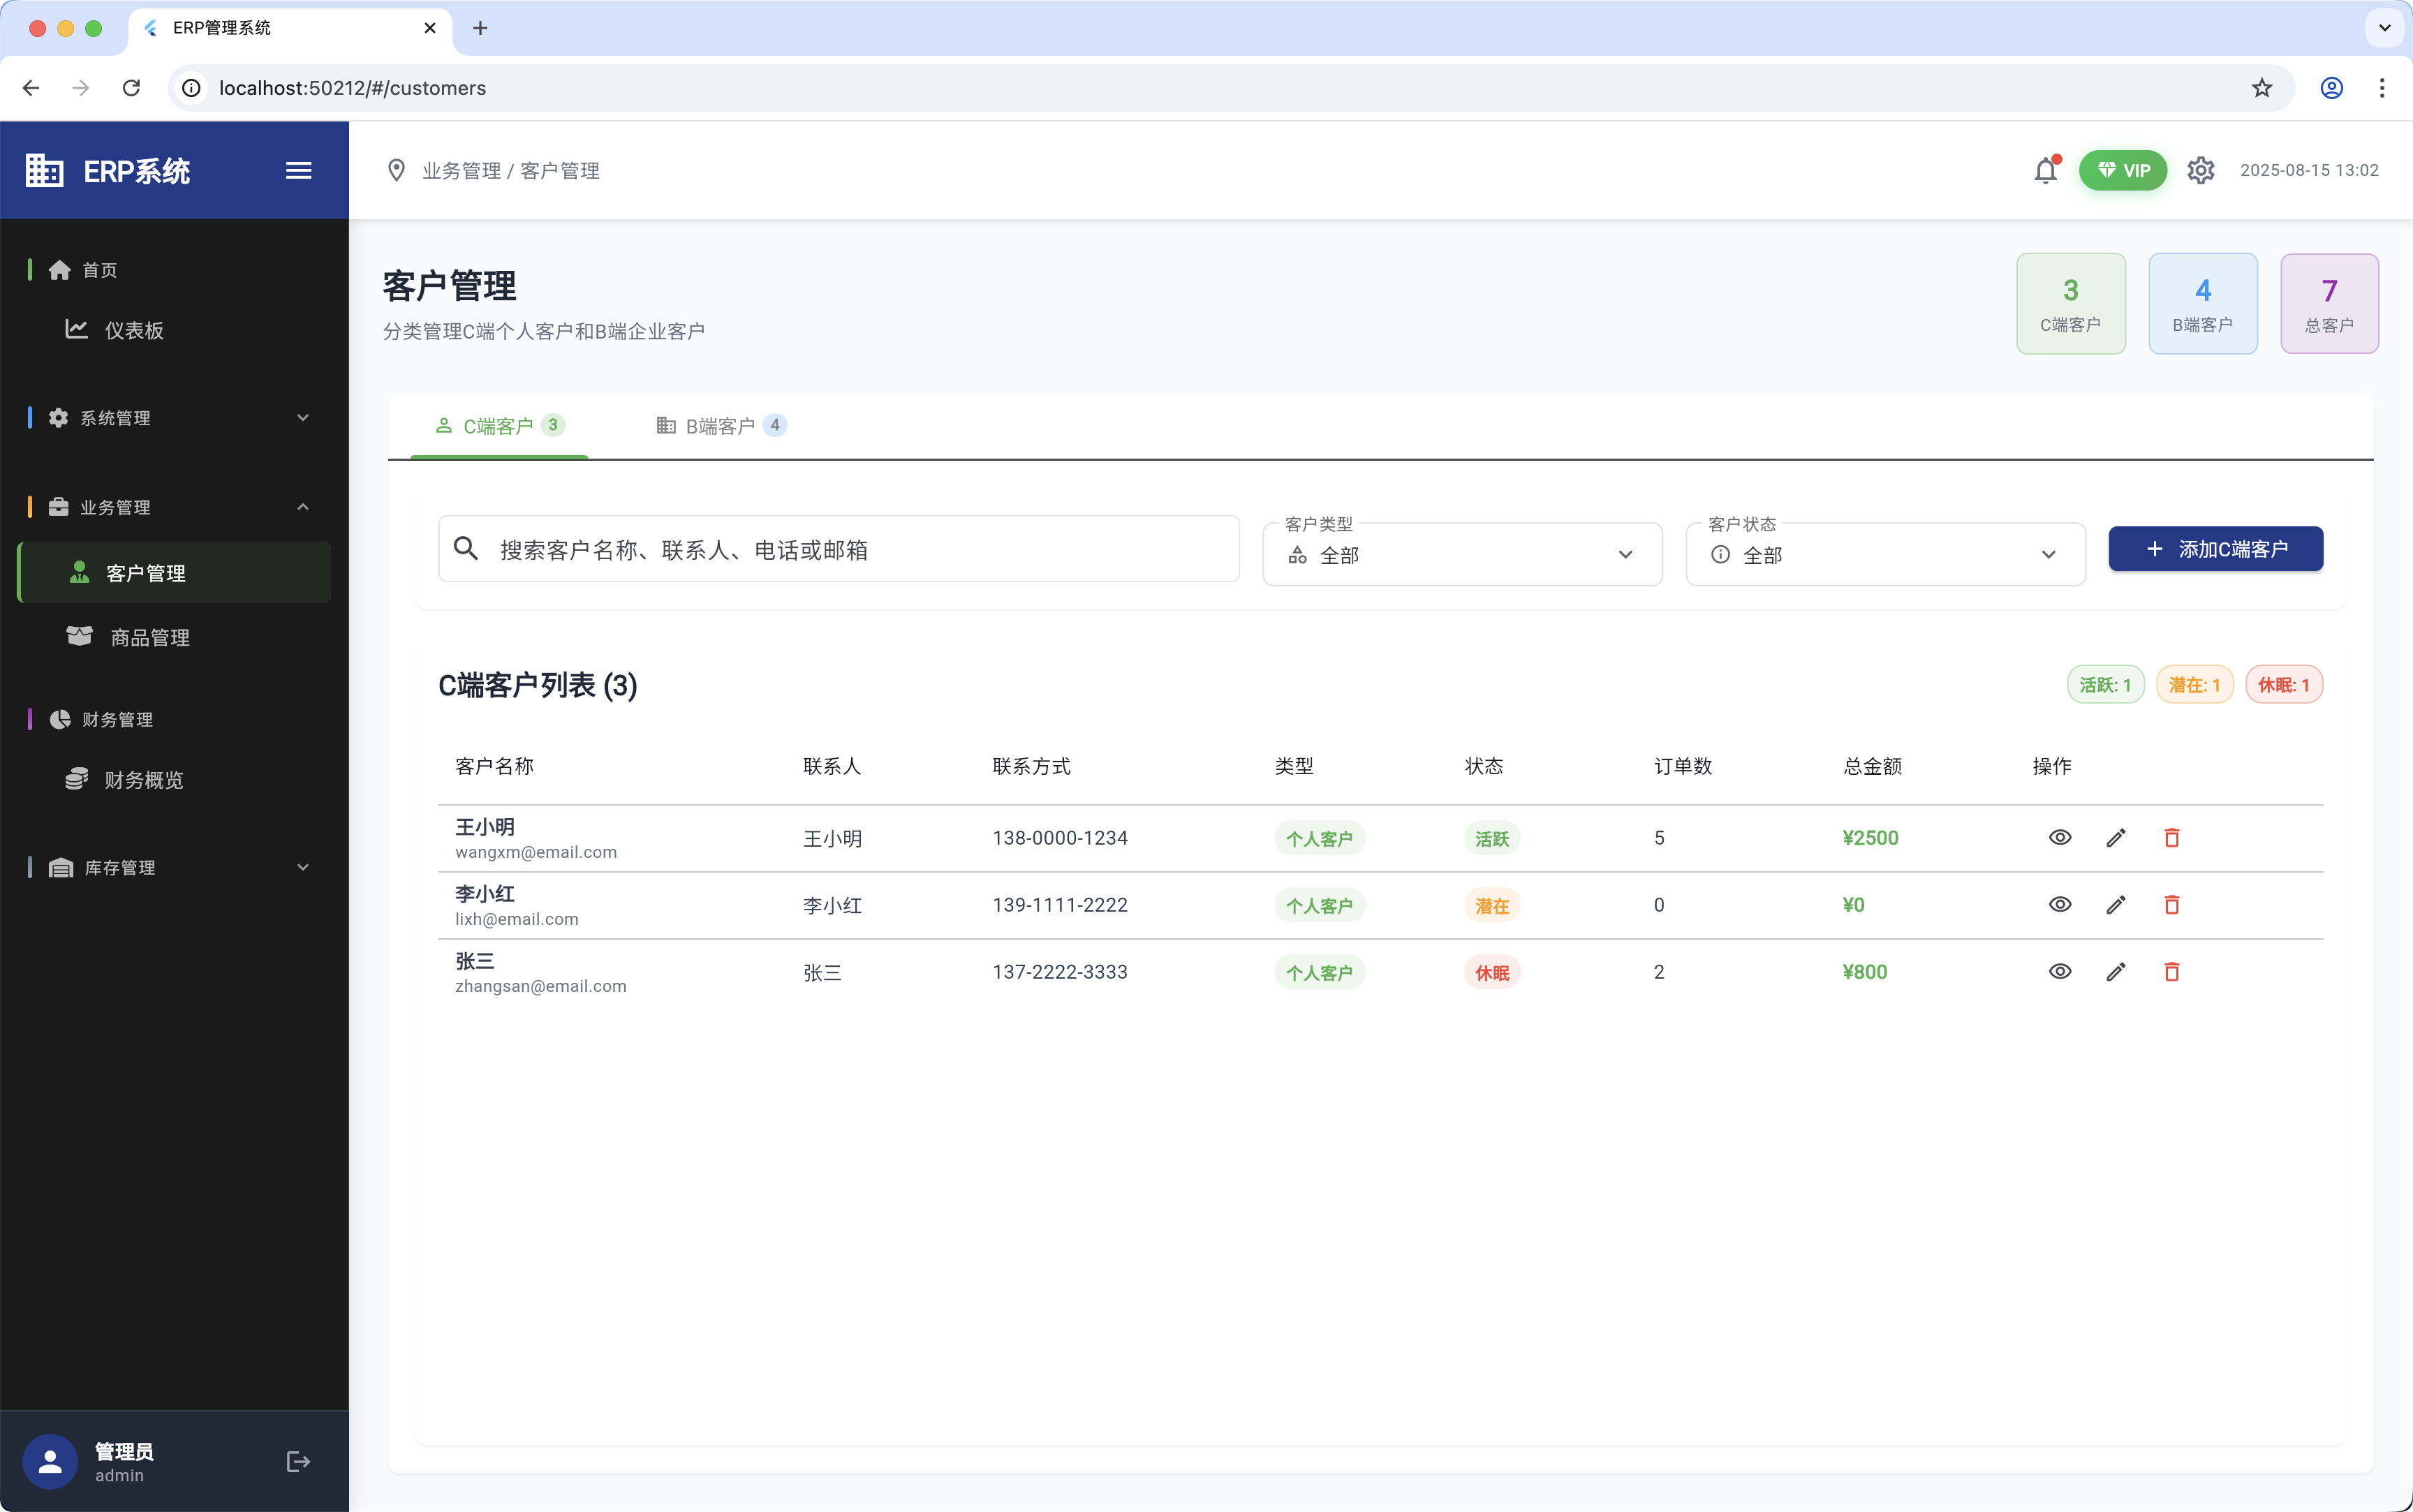 ERP管理系统
localhost:50212/#/customers
ERP系统
业务管理 / 客户管理
VIP
2025-08-15 13:02
首页
仪表板
系统管理
业务管理
客户管理
商品管理
财务管理
财务概览
库存管理
管理员
admin
客户管理
分类管理C端个人客户和B端企业客户
3
C端客户
4
B端客户
7
总客户
C端客户 3
B端客户 4
搜索客户名称、联系人、电话或邮箱
客户类型
全部
客户状态
全部
添加C端客户
C端客户列表 (3)
活跃: 1
潜在: 1
休眠: 1
客户名称 联系人 联系方式 类型 状态 订单数 总金额 操作
王小明
wangxm@email.com
王小明 138-0000-1234 个人客户 活跃 5 ¥2500
李小红
lixh@email.com
李小红 139-1111-2222 个人客户 潜在 0 ¥0
张三
zhangsan@email.com
张三 137-2222-3333 个人客户 休眠 2 ¥800